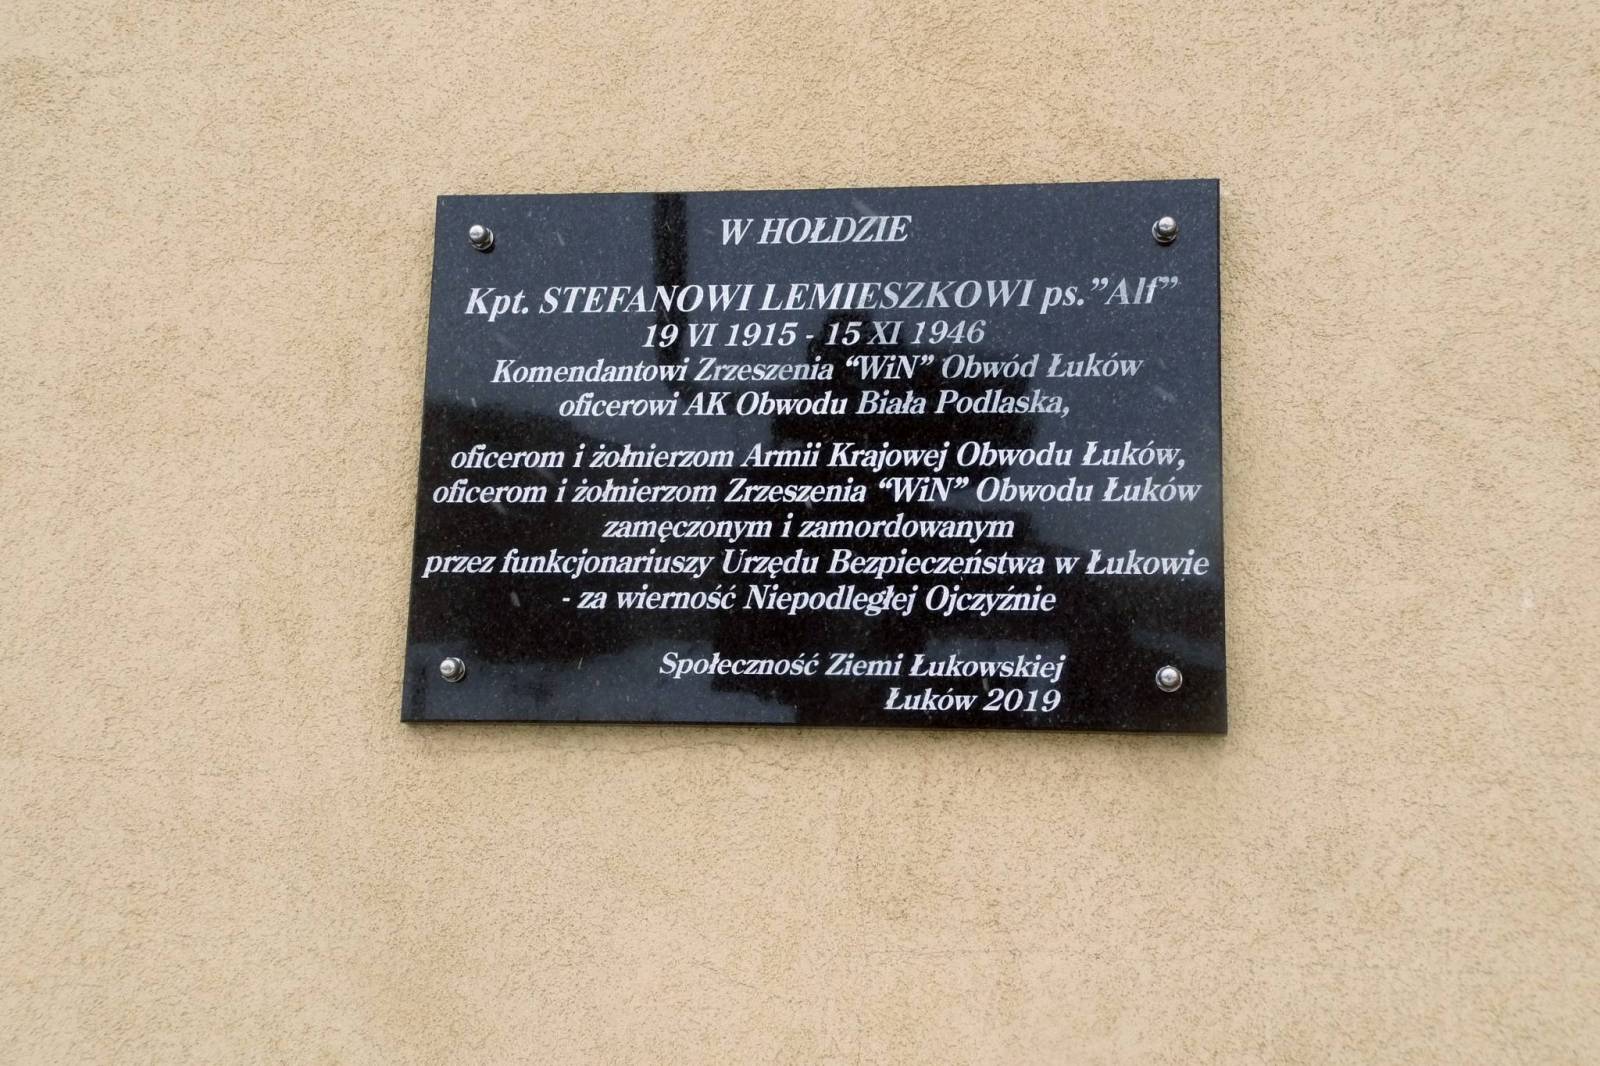 W HOŁDZIE
Kpt. STEFANOWI LEMIESZKOWI ps.”Alf”
19 VI 1915 - 15 XI 1946
Komendantowi Zrzeszenia “WiN” Obwód Łuków
oficerowi AK Obwodu Biała Podlaska,
oficerom i żołnierzom Armii Krajowej Obwodu Łuków,
oficerom i żołnierzom Zrzeszenia “WiN” Obwodu Łuków
zamęczonym i zamordowanym
przez funkcjonariuszy Urzędu Bezpieczeństwa w Łukowie
- za wierność Niepodległej Ojczyźnie
Społeczność Ziemi Łukowskiej
Łuków 2019